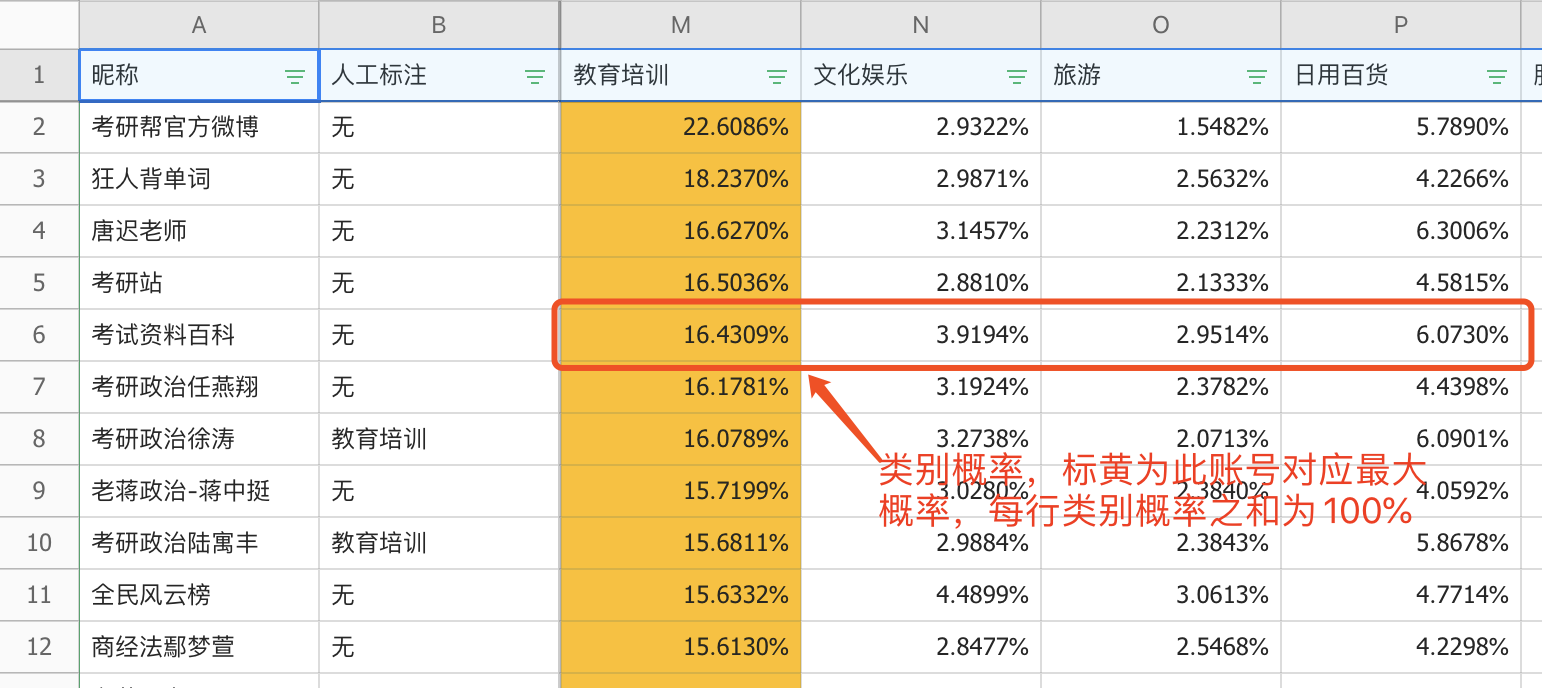 A B M N O P
1 昵称 人工标注 教育培训 文化娱乐 旅游 日用百货
2 考研帮官方微博 无 22.6086% 2.9322% 1.5482% 5.7890%
3 狂人背单词 无 18.2370% 2.9871% 2.5632% 4.2266%
4 唐迟老师 无 16.6270% 3.1457% 2.2312% 6.3006%
5 考研站 无 16.5036% 2.8810% 2.1333% 4.5815%
6 考试资料百科 无 16.4309% 3.9194% 2.9514% 6.0730%
7 考研政治任燕翔 无 16.1781% 3.1924% 2.3782% 4.4398%
8 考研政治徐涛 教育培训 16.0789% 3.2738% 2.0713% 6.0901%
类别概率，标黄为此账号对应最大
9 老蒋政治-蒋中挺 无 15.7199% 3.0280% 2.3840% 4.0592%
概率，每行类别概率之和为100%
10 考研政治陆寓丰 教育培训 15.6811% 2.9884% 2.3843% 5.8678%
11 全民风云榜 无 15.6332% 4.4899% 3.0613% 4.7714%
12 商经法鄢梦萱 无 15.6130% 2.8477% 2.5468% 4.2298%